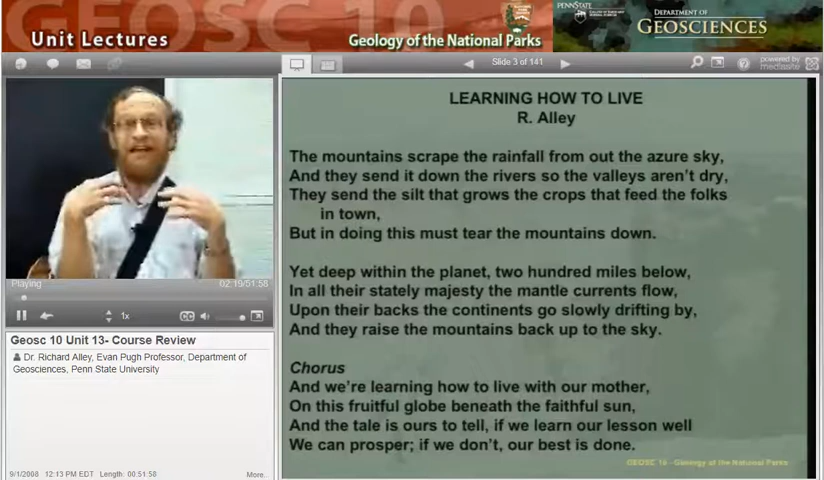 GEOSC 10
Unit Lectures
Geology of the National Parks
PENNSTATE
DEPARTMENT OF
GEOSCIENCES
Slide 3 of 141
powered by
mediasite
LEARNING HOW TO LIVE
R. Alley
The mountains scrape the rainfall from out the azure sky,
And they send it down the rivers so the valleys aren't dry,
They send the silt that grows the crops that feed the folks
in town,
But in doing this must tear the mountains down.
Yet deep within the planet, two hundred miles below,
In all their stately majesty the mantle currents flow,
Upon their backs the continents go slowly drifting by,
And they raise the mountains back up to the sky.
Chorus
And we're learning how to live with our mother,
On this fruitful globe beneath the faithful sun,
And the tale is ours to tell, if we learn our lesson well
We can prosper; if we don't, our best is done.
GEOSC 10 - Geology of the National Parks
Playing
02:19/51:58
1x
CC
Geosc 10 Unit 13- Course Review
Dr. Richard Alley, Evan Pugh Professor, Department of
Geosciences, Penn State University
9/1/2008 12:13 PM EDT Length: 00:51:58
More...